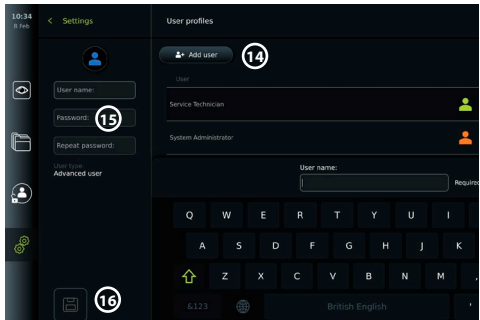 10:34
8 Feb
< Settings
User profiles
Add user
14
User
User name:
Service Technician
Password:
15
System Administrator
Repeat password:
User type:
Advanced user
User name:
Required
Q W E R T Y U I
A S D F G H J K
Z X C V B N M ,
16
&123
British English
'